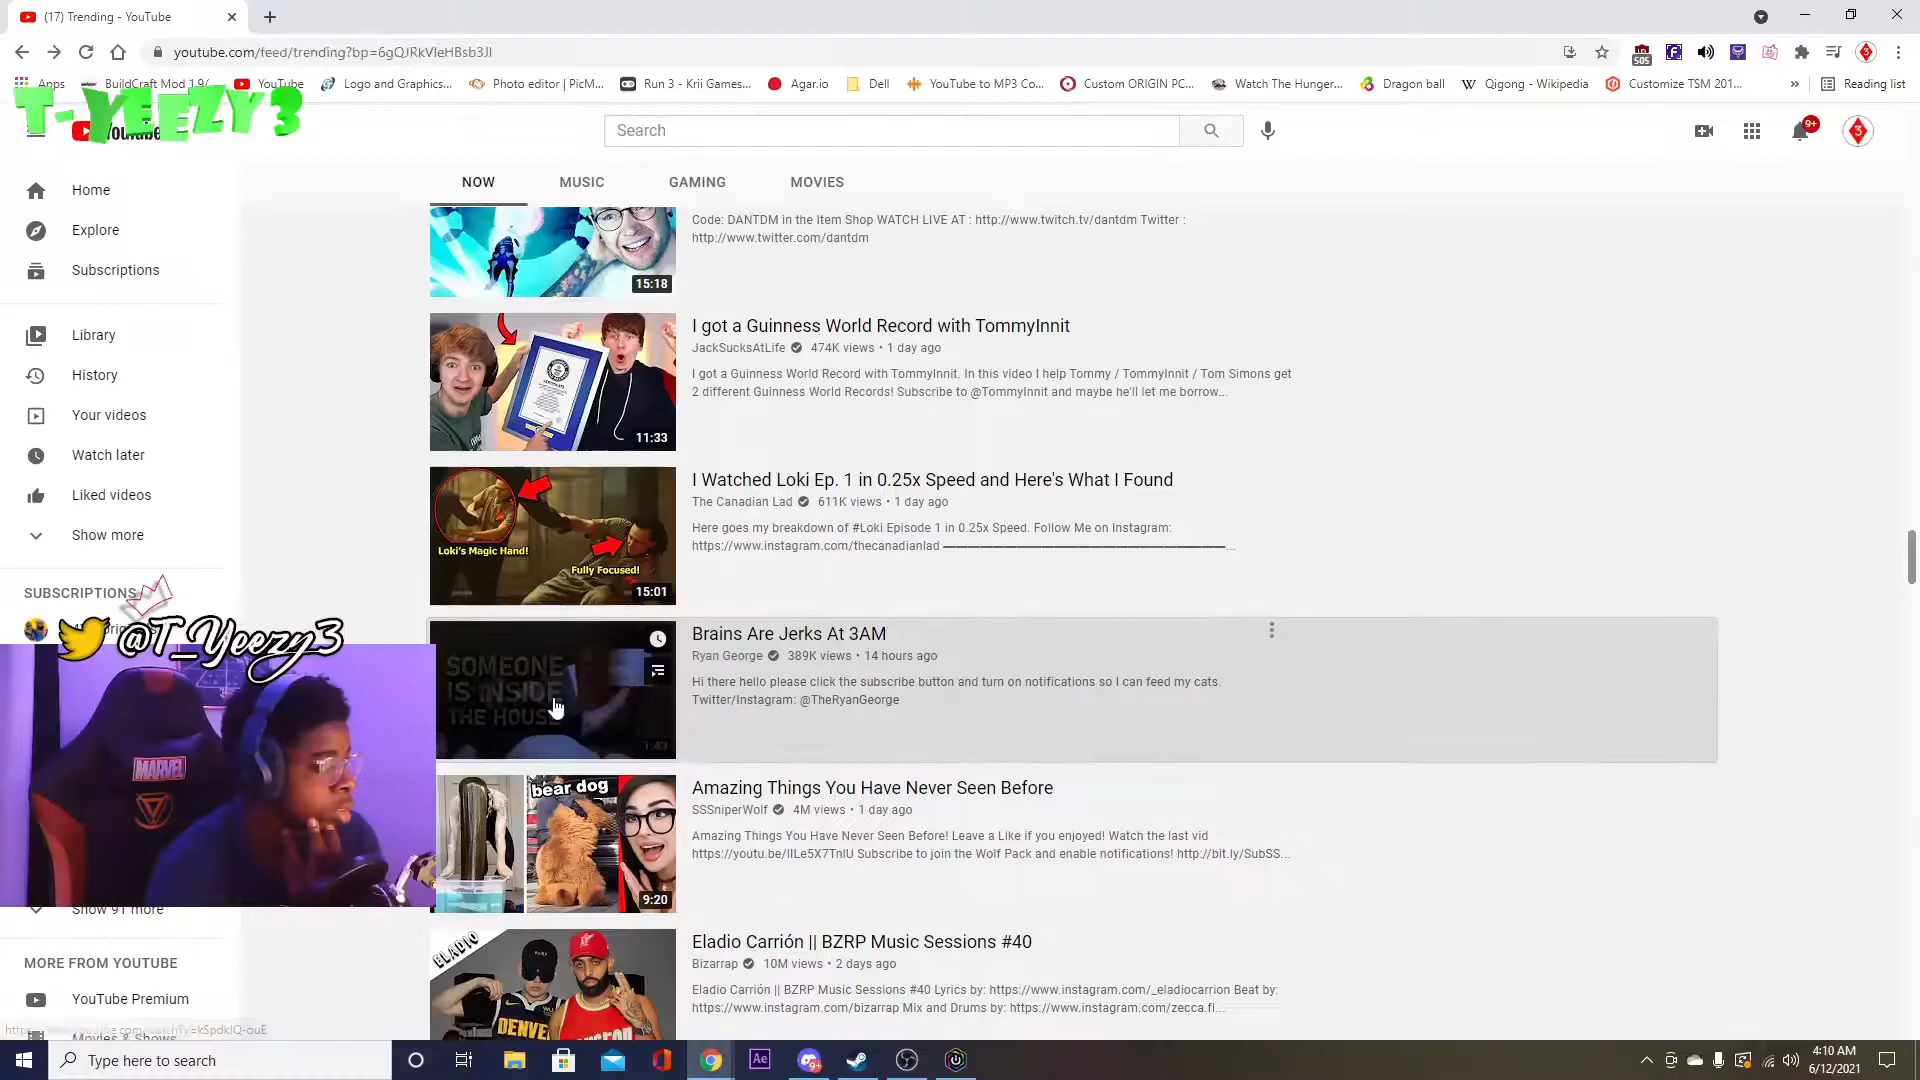 (17) Trending - YouTube
youtube.com/feed/trending?bp=6gQJRkVleHBsb3Jl
505
Apps
BuildCraft Mod 1.9/
YouTube
Logo and Graphics...
Photo editor | PicM...
Run 3 - Krii Games...
Agar.io
Dell
YouTube to MP3 Co...
Custom ORIGIN PC...
Watch The Hunger...
Dragon ball
Qigong - Wikipedia
Customize TSM 201...
Reading list
T-YEEZY3
Search
9+
3
NOW
MUSIC
GAMING
MOVIES
Home
Explore
Subscriptions
Library
History
Your videos
Watch later
Liked videos
Show more
SUBSCRIPTIONS
@T_Yeezy3
MARVEL
Show 91 more
MORE FROM YOUTUBE
YouTube Premium
Movies & Shows
Code: DANTDM in the Item Shop WATCH LIVE AT : http://www.twitch.tv/dantdm Twitter :
http://www.twitter.com/dantdm
15:18
I got a Guinness World Record with TommyInnit
JackSucksAtLife 474K views • 1 day ago
I got a Guinness World Record with TommyInnit. In this video I help Tommy / TommyInnit / Tom Simons get
2 different Guinness World Records! Subscribe to @TommyInnit and maybe he'll let me borrow...
11:33
I Watched Loki Ep. 1 in 0.25x Speed and Here's What I Found
The Canadian Lad 611K views • 1 day ago
Here goes my breakdown of #Loki Episode 1 in 0.25x Speed. Follow Me on Instagram:
https://www.instagram.com/thecanadianlad ...
Loki's Magic Hand!
Fully Focused!
15:01
Brains Are Jerks At 3AM
Ryan George 389K views • 14 hours ago
Hi there hello please click the subscribe button and turn on notifications so I can feed my cats.
Twitter/Instagram: @TheRyanGeorge
SOMEONE
IS INSIDE
THE HOUSE
1:43
Amazing Things You Have Never Seen Before
SSSniperWolf 4M views • 1 day ago
Amazing Things You Have Never Seen Before! Leave a Like if you enjoyed! Watch the last vid
https://youtu.be/lILe5X7TnlU Subscribe to join the Wolf Pack and enable notifications! http://bit.ly/SubSS...
bear dog
9:20
Eladio Carrión || BZRP Music Sessions #40
Bizarrap 10M views • 2 days ago
Eladio Carrión || BZRP Music Sessions #40 Lyrics by: https://www.instagram.com/_eladiocarrion Beat by:
https://www.instagram.com/bizarrap Mix and Drums by: https://www.instagram.com/zecca.fl...
ELADIO
DENVER
Type here to search
Ae
4:10 AM
6/12/2021